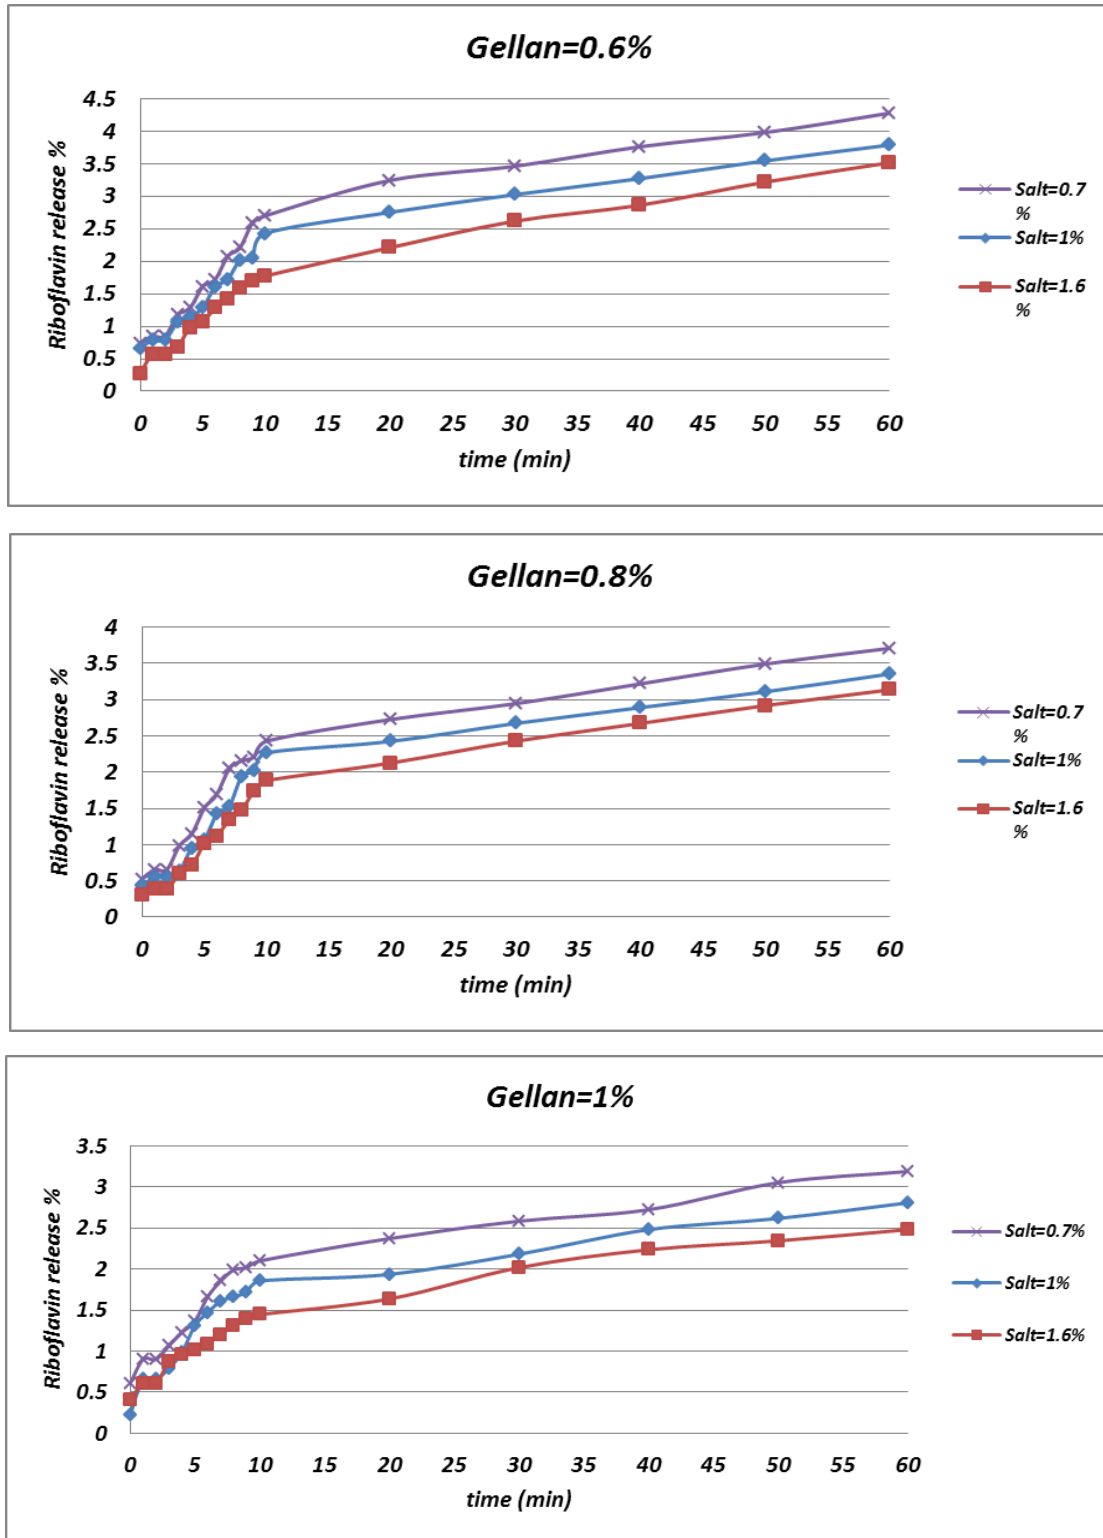 Gellan=0.6%
4.5
4
3.5
3
2.5
2
1.5
1
0.5
0
Riboflavin release %
0 5 10 15 20 25 30 35 40 45 50 55 60
time (min)
Salt=0.7
%
Salt=1%
Salt=1.6
%
Gellan=0.8%
4
3.5
3
2.5
2
1.5
1
0.5
0
Riboflavin release %
0 5 10 15 20 25 30 35 40 45 50 55 60
time (min)
Salt=0.7
%
Salt=1%
Salt=1.6
%
Gellan=1%
3.5
3
2.5
2
1.5
1
0.5
0
Riboflavin release %
0 5 10 15 20 25 30 35 40 45 50 55 60
time (min)
Salt=0.7%
Salt=1%
Salt=1.6%